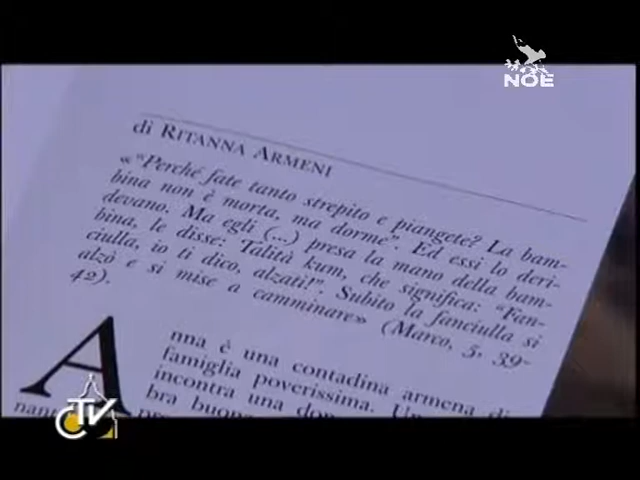 NOE
di RITANNA ARMENI
«"Perché fate tanto strepito e piangete? La bam-
bina non è morta, ma dorme". Ed essi lo deri-
devano. Ma egli (...) presa la mano della bam-
bina, le disse: Talità kum, che significa: "Fan-
ciulla, io ti dico, alzati!". Subito la fanciulla si
alzò e si mise a camminare» (Marco, 5, 39-
42).
Anna è una contadina armena di
famiglia poverissima.
incontra una
bra
CTV